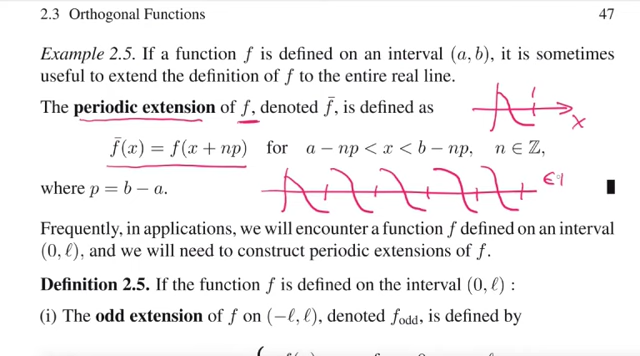 2.3 Orthogonal Functions 47
Example 2.5. If a function f is defined on an interval (a, b), it is sometimes
useful to extend the definition of f to the entire real line.
The periodic extension of f, denoted f̄, is defined as
x
f̄(x) = f(x + np) for a − np < x < b − np, n ∈ ℤ,
where p = b − a.
Frequently, in applications, we will encounter a function f defined on an interval
(0, ℓ), and we will need to construct periodic extensions of f.
Definition 2.5. If the function f is defined on the interval (0, ℓ) :
(i) The odd extension of f on (−ℓ, ℓ), denoted f_odd, is defined by